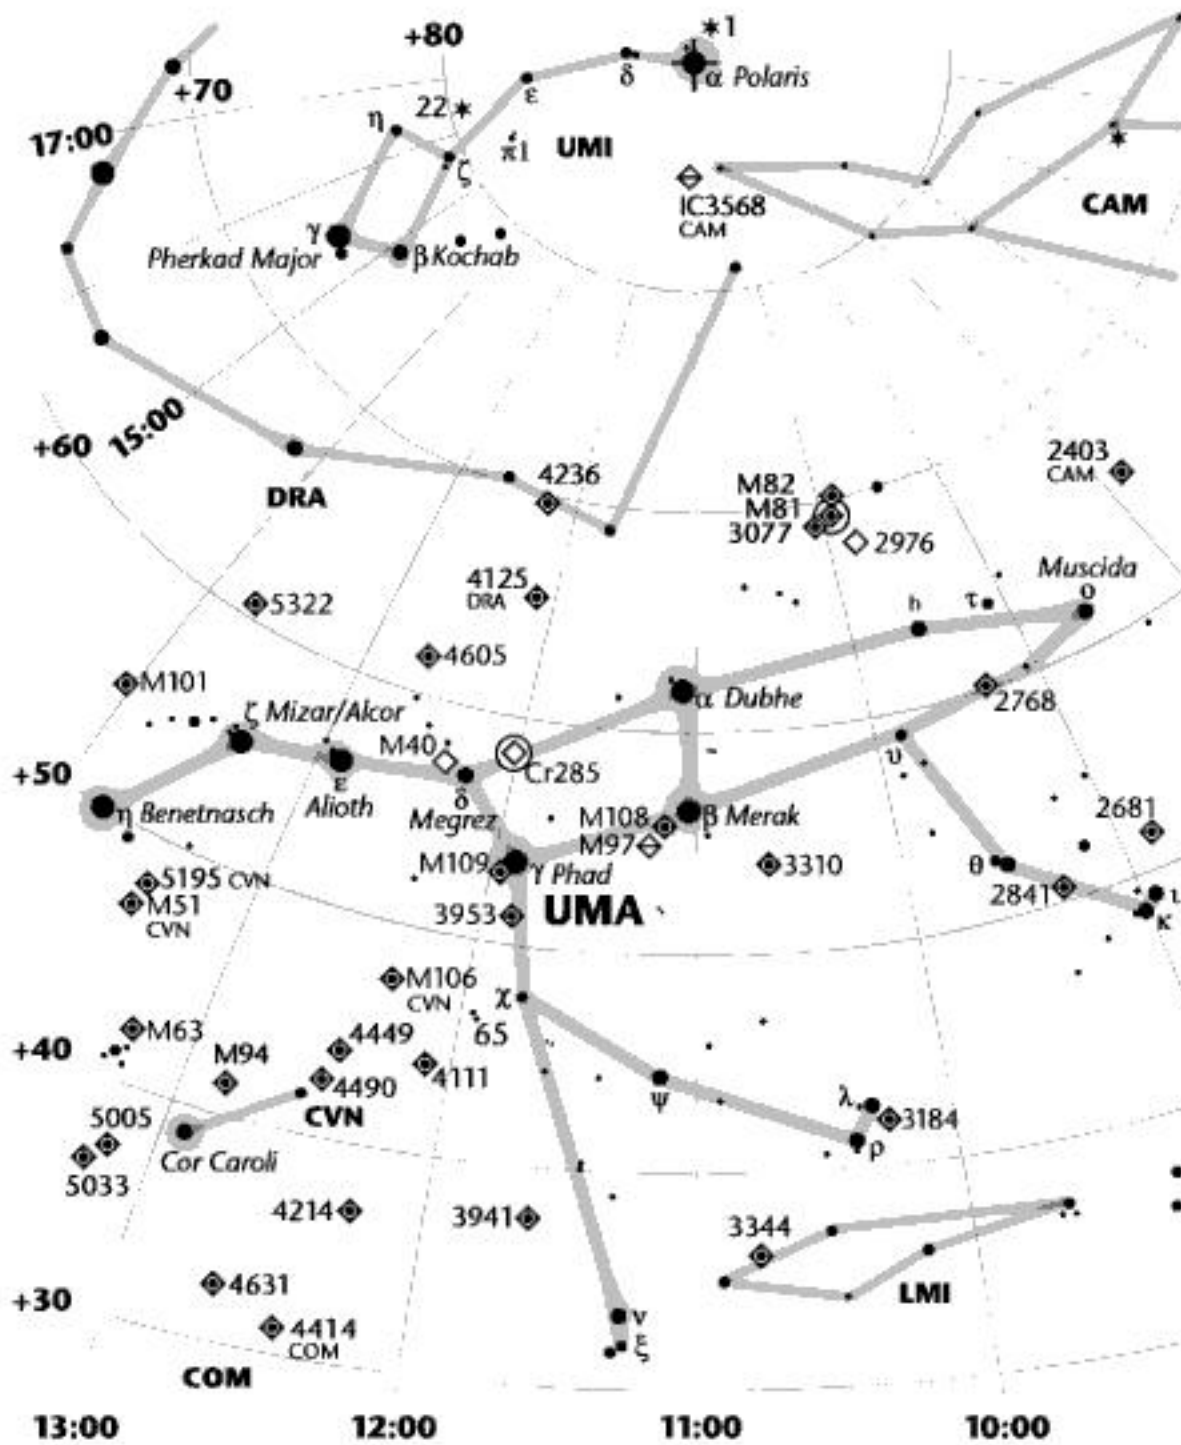 +80
*1
+70
δ
α Polaris
ε
22 *
η
17:00
π1
UMI
ζ
IC3568
CAM
CAM
γ
Pherkad Major
β Kochab
15:00
+60
2403
CAM
4236
M82
M81
3077
2976
DRA
4125
DRA
Muscida
ο
5322
h
τ
4605
M101
α Dubhe
2768
ζ Mizar/Alcor
M40
Cr285
υ
+50
ε
Alioth
δ
Megrez
η Benetnasch
M108
β Merak
2681
M97
M109
γ Phad
3310
θ
5195 CVN
2841
ι
M51
CVN
3953
UMA
κ
M106
CVN
χ
65
M63
4449
+40
M94
4111
4490
ψ
λ
3184
5005
CVN
ρ
Cor Caroli
5033
4214
3941
3344
4631
LMI
+30
ν
4414
COM
ξ
COM
13:00
12:00
11:00
10:00